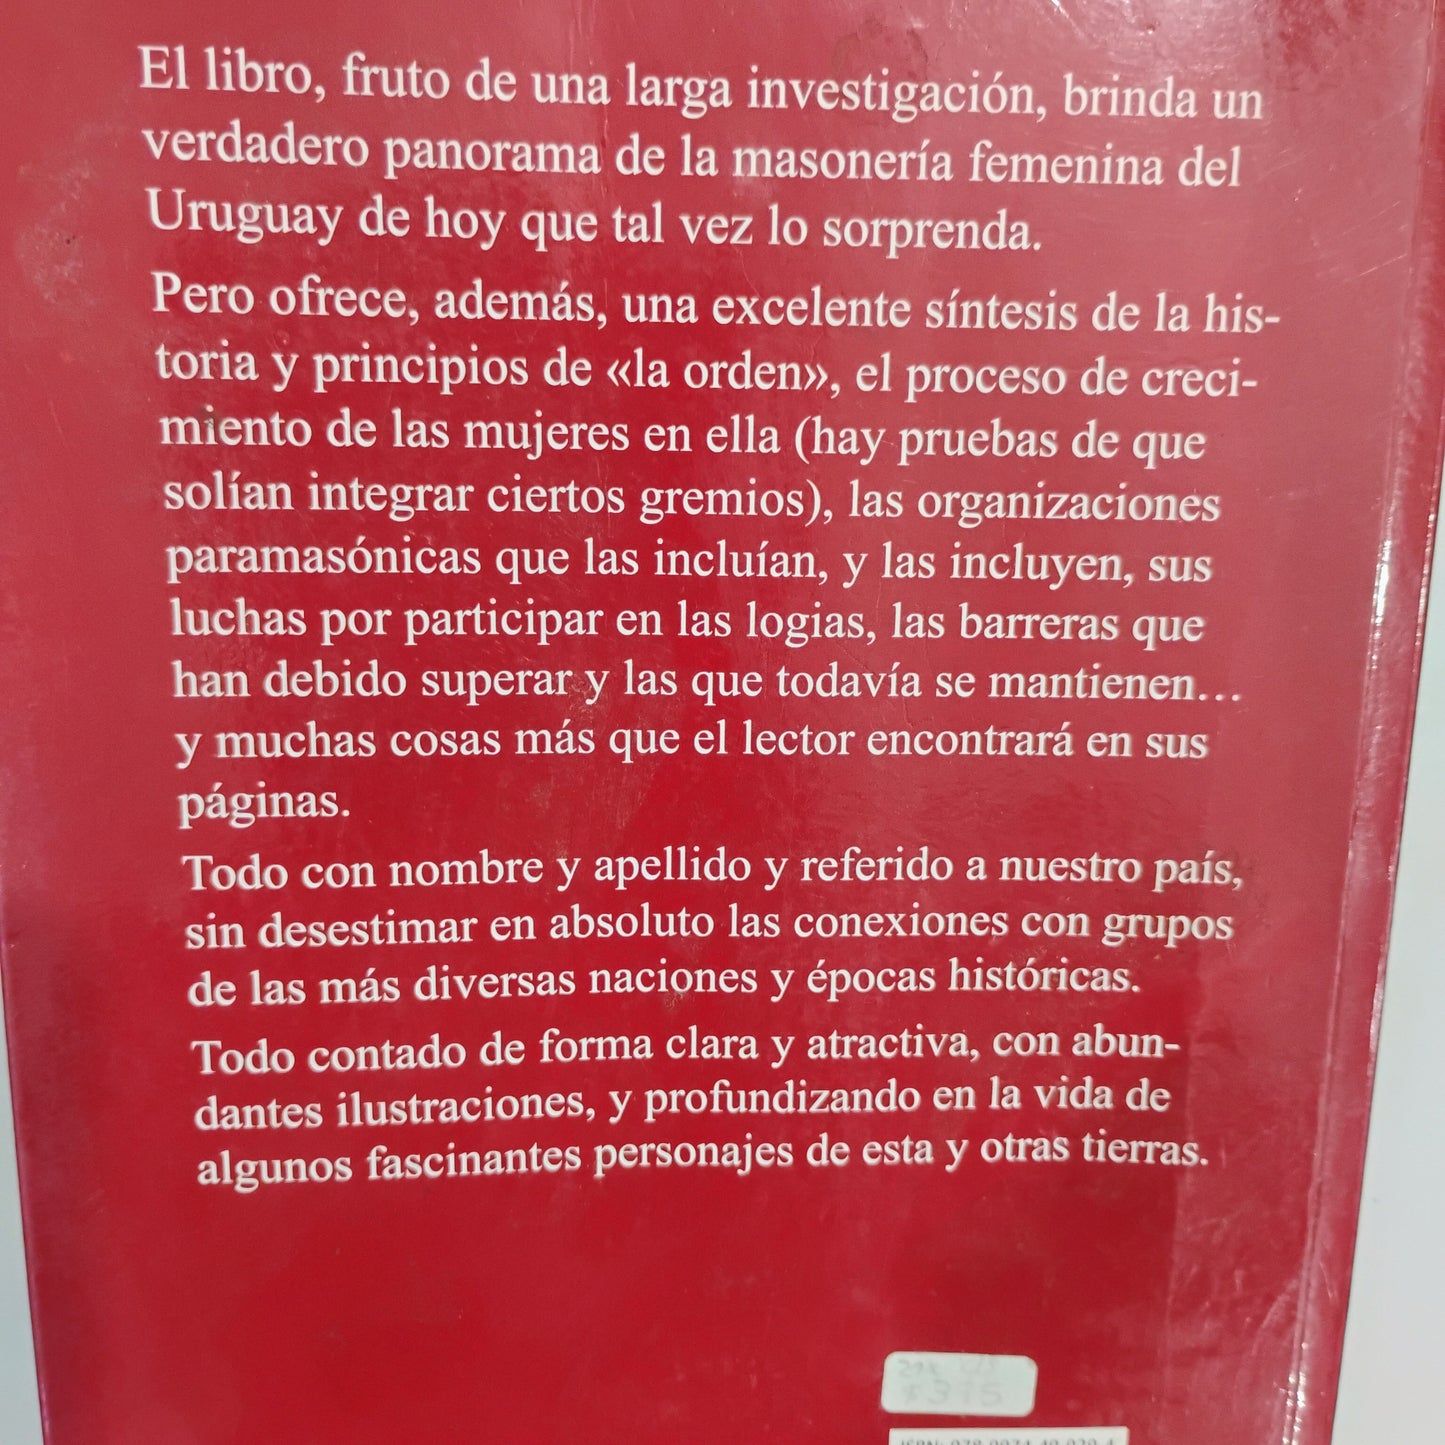 El libro, fruto de una larga investigación, brinda un
verdadero panorama de la masonería femenina del
Uruguay de hoy que tal vez lo sorprenda.
Pero ofrece, además, una excelente síntesis de la his-
toria y principios de «la orden», el proceso de creci-
miento de las mujeres en ella (hay pruebas de que
solían integrar ciertos gremios), las organizaciones
paramasónicas que las incluían, y las incluyen, sus
luchas por participar en las logias, las barreras que
han debido superar y las que todavía se mantienen…
y muchas cosas más que el lector encontrará en sus
páginas.
Todo con nombre y apellido y referido a nuestro país,
sin desestimar en absoluto las conexiones con grupos
de las más diversas naciones y épocas históricas.
Todo contado de forma clara y atractiva, con abun-
dantes ilustraciones, y profundizando en la vida de
algunos fascinantes personajes de esta y otras tierras.